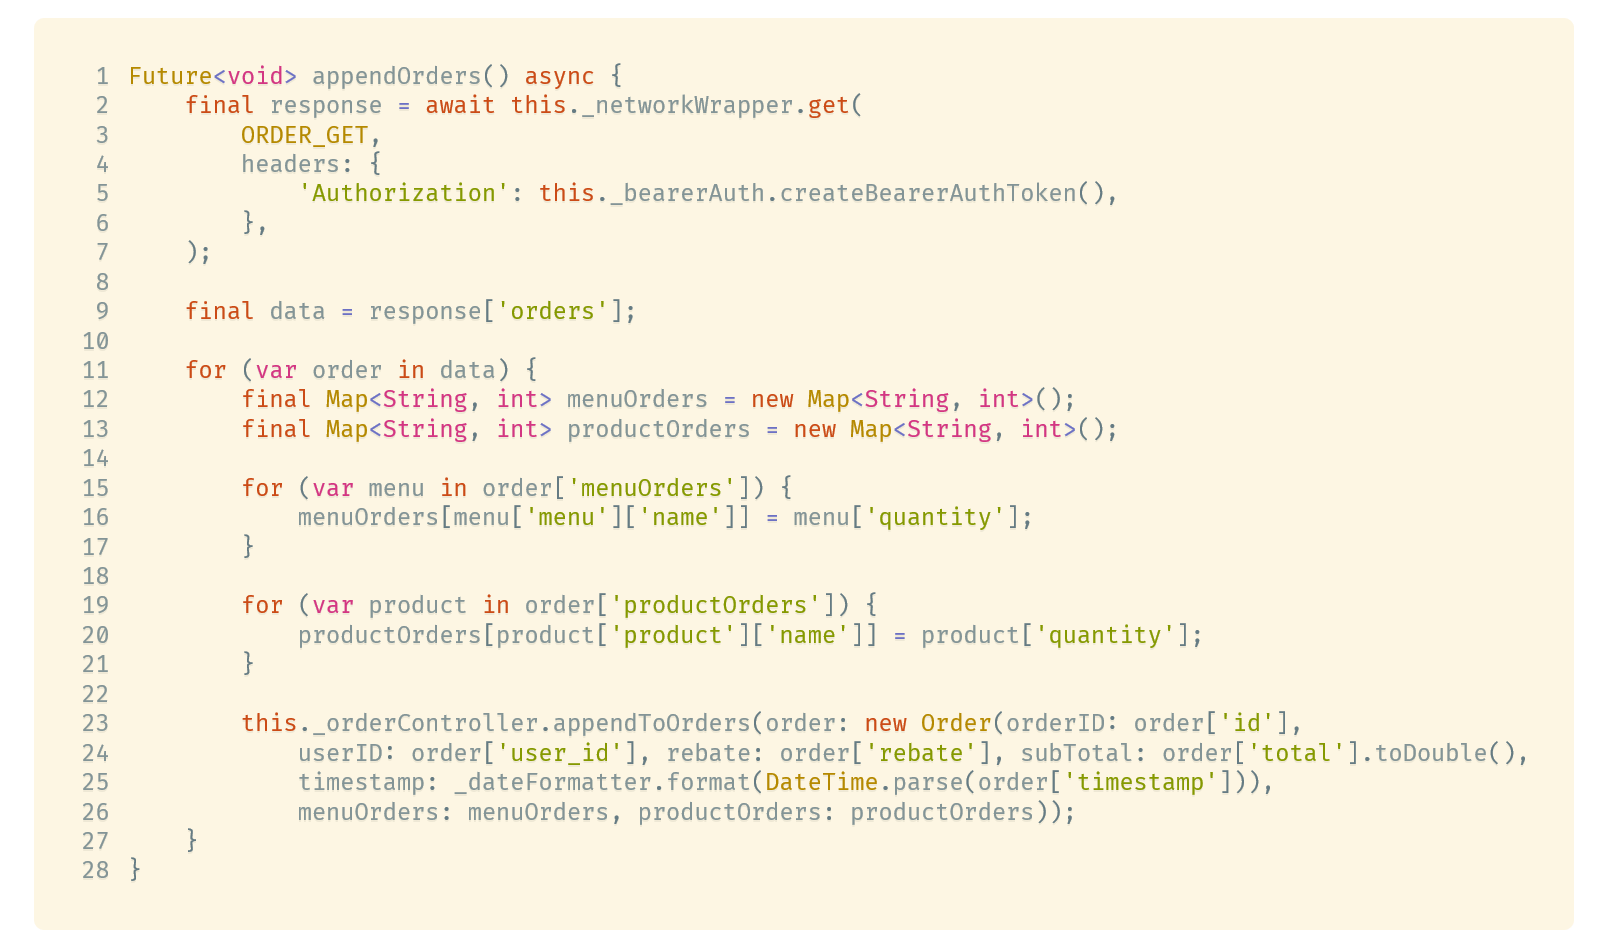 1 Future<void> appendOrders() async {
2     final response = await this._networkWrapper.get(
3         ORDER_GET,
4         headers: {
5             'Authorization': this._bearerAuth.createBearerAuthToken(),
6         },
7     );
8
9     final data = response['orders'];
10
11     for (var order in data) {
12         final Map<String, int> menuOrders = new Map<String, int>();
13         final Map<String, int> productOrders = new Map<String, int>();
14
15         for (var menu in order['menuOrders']) {
16             menuOrders[menu['menu']['name']] = menu['quantity'];
17         }
18
19         for (var product in order['productOrders']) {
20             productOrders[product['product']['name']] = product['quantity'];
21         }
22
23         this._orderController.appendToOrders(order: new Order(orderID: order['id'],
24             userID: order['user_id'], rebate: order['rebate'], subTotal: order['total'].toDouble(),
25             timestamp: _dateFormatter.format(DateTime.parse(order['timestamp'])),
26             menuOrders: menuOrders, productOrders: productOrders));
27     }
28 }